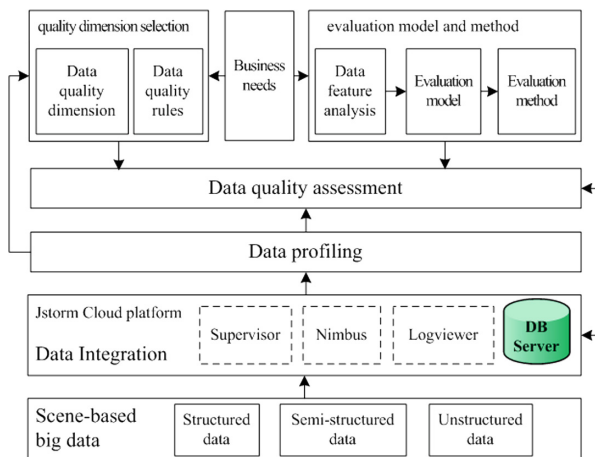 quality dimension selection
Data
quality
dimension
Data
quality
rules
Business
needs
evaluation model and method
Data
feature
analysis
Evaluation
model
Evaluation
method
Data quality assessment
Data profiling
Jstorm Cloud platform
Data Integration
Supervisor
Nimbus
Logviewer
DB
Server
Scene-based
big data
Structured
data
Semi-structured
data
Unstructured
data